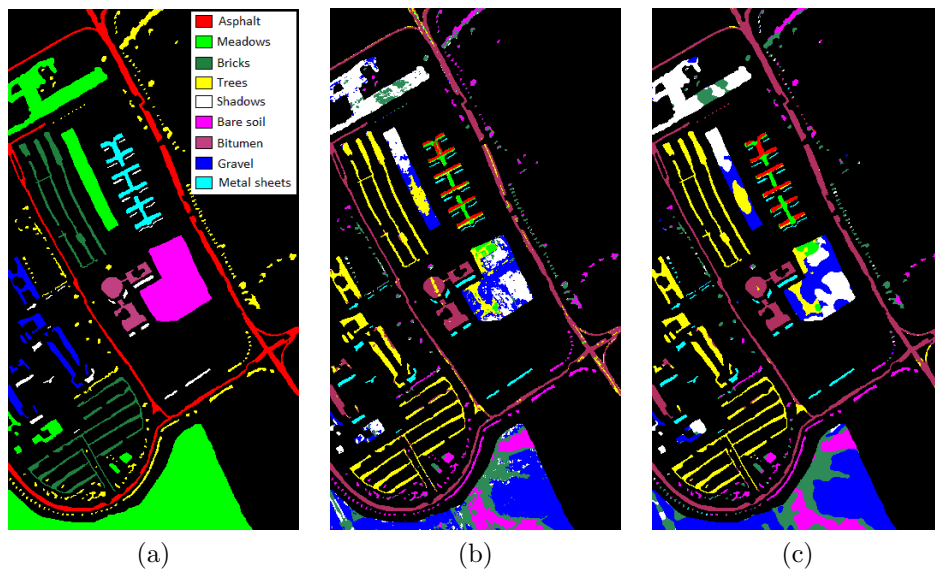 Asphalt
Meadows
Bricks
Trees
Shadows
Bare soil
Bitumen
Gravel
Metal sheets
(a)
(b)
(c)